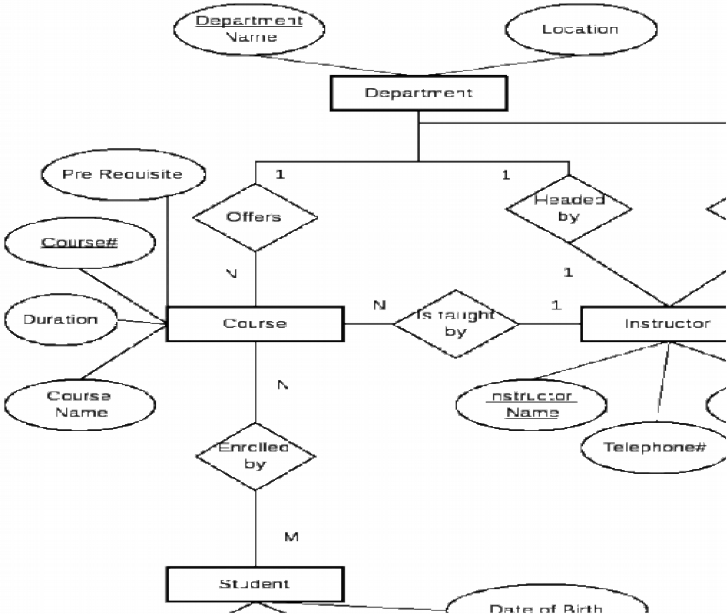 Department
Name
Location
Department
Pre Requisite
1
1
Offers
Headed
by
Course#
N
1
Duration
Course
N
Is taught
by
1
Instructor
Course
Name
N
nstructor
Name
Telephone#
Enrolled
by
M
Student
Date of Birth